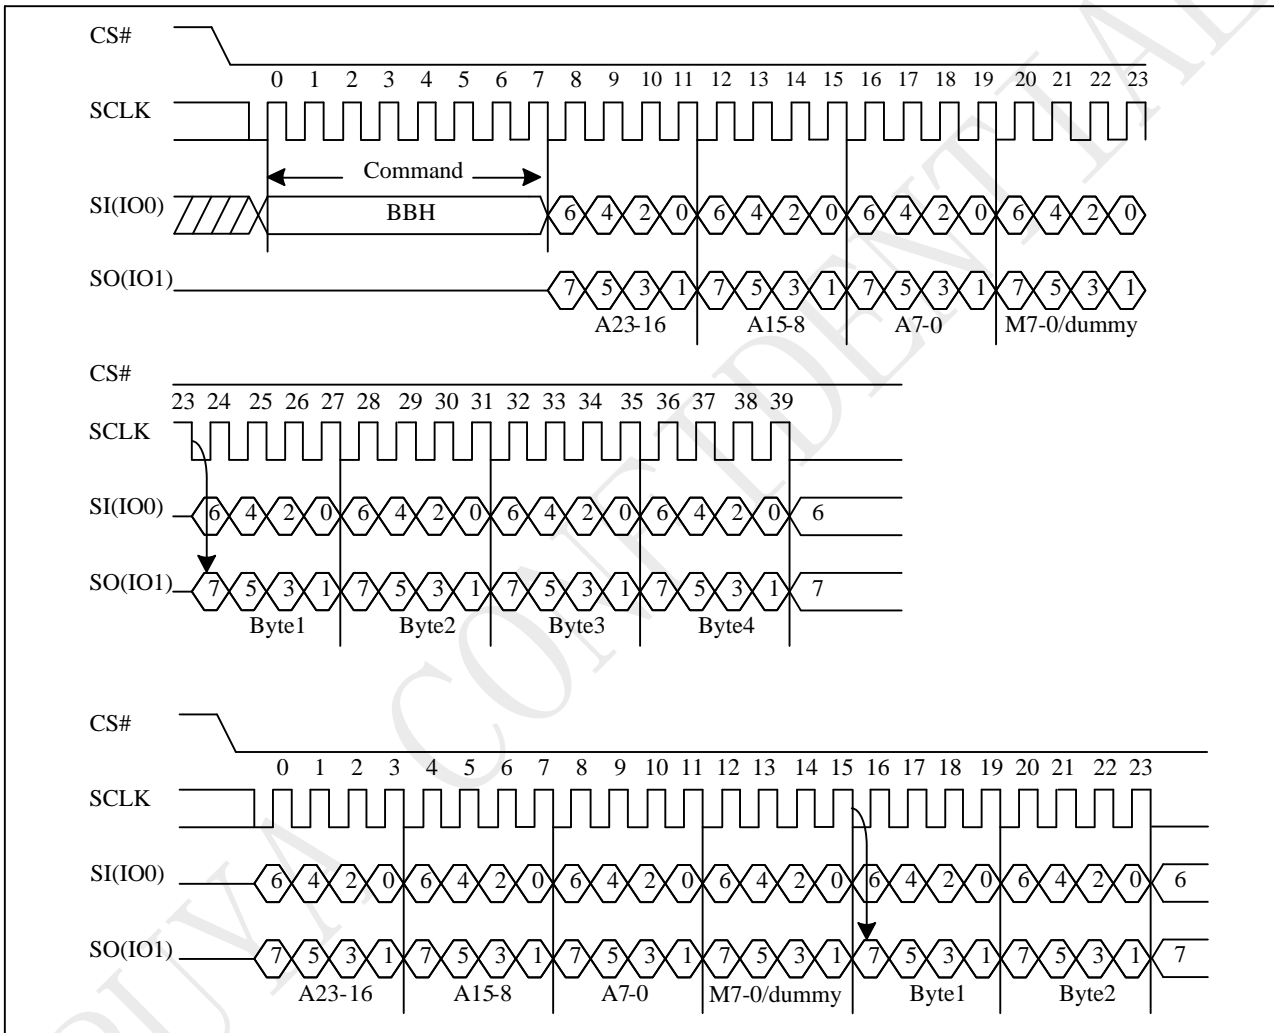 CS#
0 1 2 3 4 5 6 7 8 9 10 11 12 13 14 15 16 17 18 19 20 21 22 23
SCLK
Command
SI(IO0) BBH 6 4 2 0 6 4 2 0 6 4 2 0 6 4 2 0
SO(IO1) 7 5 3 1 7 5 3 1 7 5 3 1 7 5 3 1
A23-16 A15-8 A7-0 M7-0/dummy
CS#
23 24 25 26 27 28 29 30 31 32 33 34 35 36 37 38 39
SCLK
SI(IO0) 6 4 2 0 6 4 2 0 6 4 2 0 6 4 2 0 6
SO(IO1) 7 5 3 1 7 5 3 1 7 5 3 1 7 5 3 1 7
Byte1 Byte2 Byte3 Byte4
CS#
0 1 2 3 4 5 6 7 8 9 10 11 12 13 14 15 16 17 18 19 20 21 22 23
SCLK
SI(IO0) 6 4 2 0 6 4 2 0 6 4 2 0 6 4 2 0 6 4 2 0 6 4 2 0 6
SO(IO1) 7 5 3 1 7 5 3 1 7 5 3 1 7 5 3 1 7 5 3 1 7 5 3 1 7
A23-16 A15-8 A7-0 M7-0/dummy Byte1 Byte2
PUYA CONFIDENTIAL